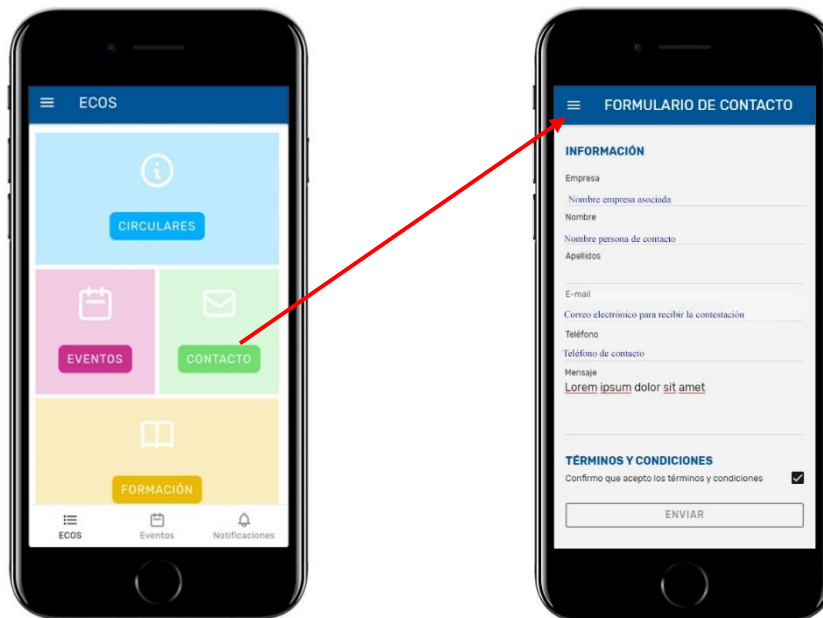 ECOS
CIRCULARES
EVENTOS
CONTACTO
FORMACIÓN
ECOS
Eventos
Notificaciones
FORMULARIO DE CONTACTO
INFORMACIÓN
Empresa
Nombre empresa asociada
Nombre
Nombre persona de contacto
Apellidos
E-mail
Correo electrónico para recibir la contestación
Teléfono
Teléfono de contacto
Mensaje
Lorem ipsum dolor sit amet
TÉRMINOS Y CONDICIONES
Confirmo que acepto los términos y condiciones
ENVIAR